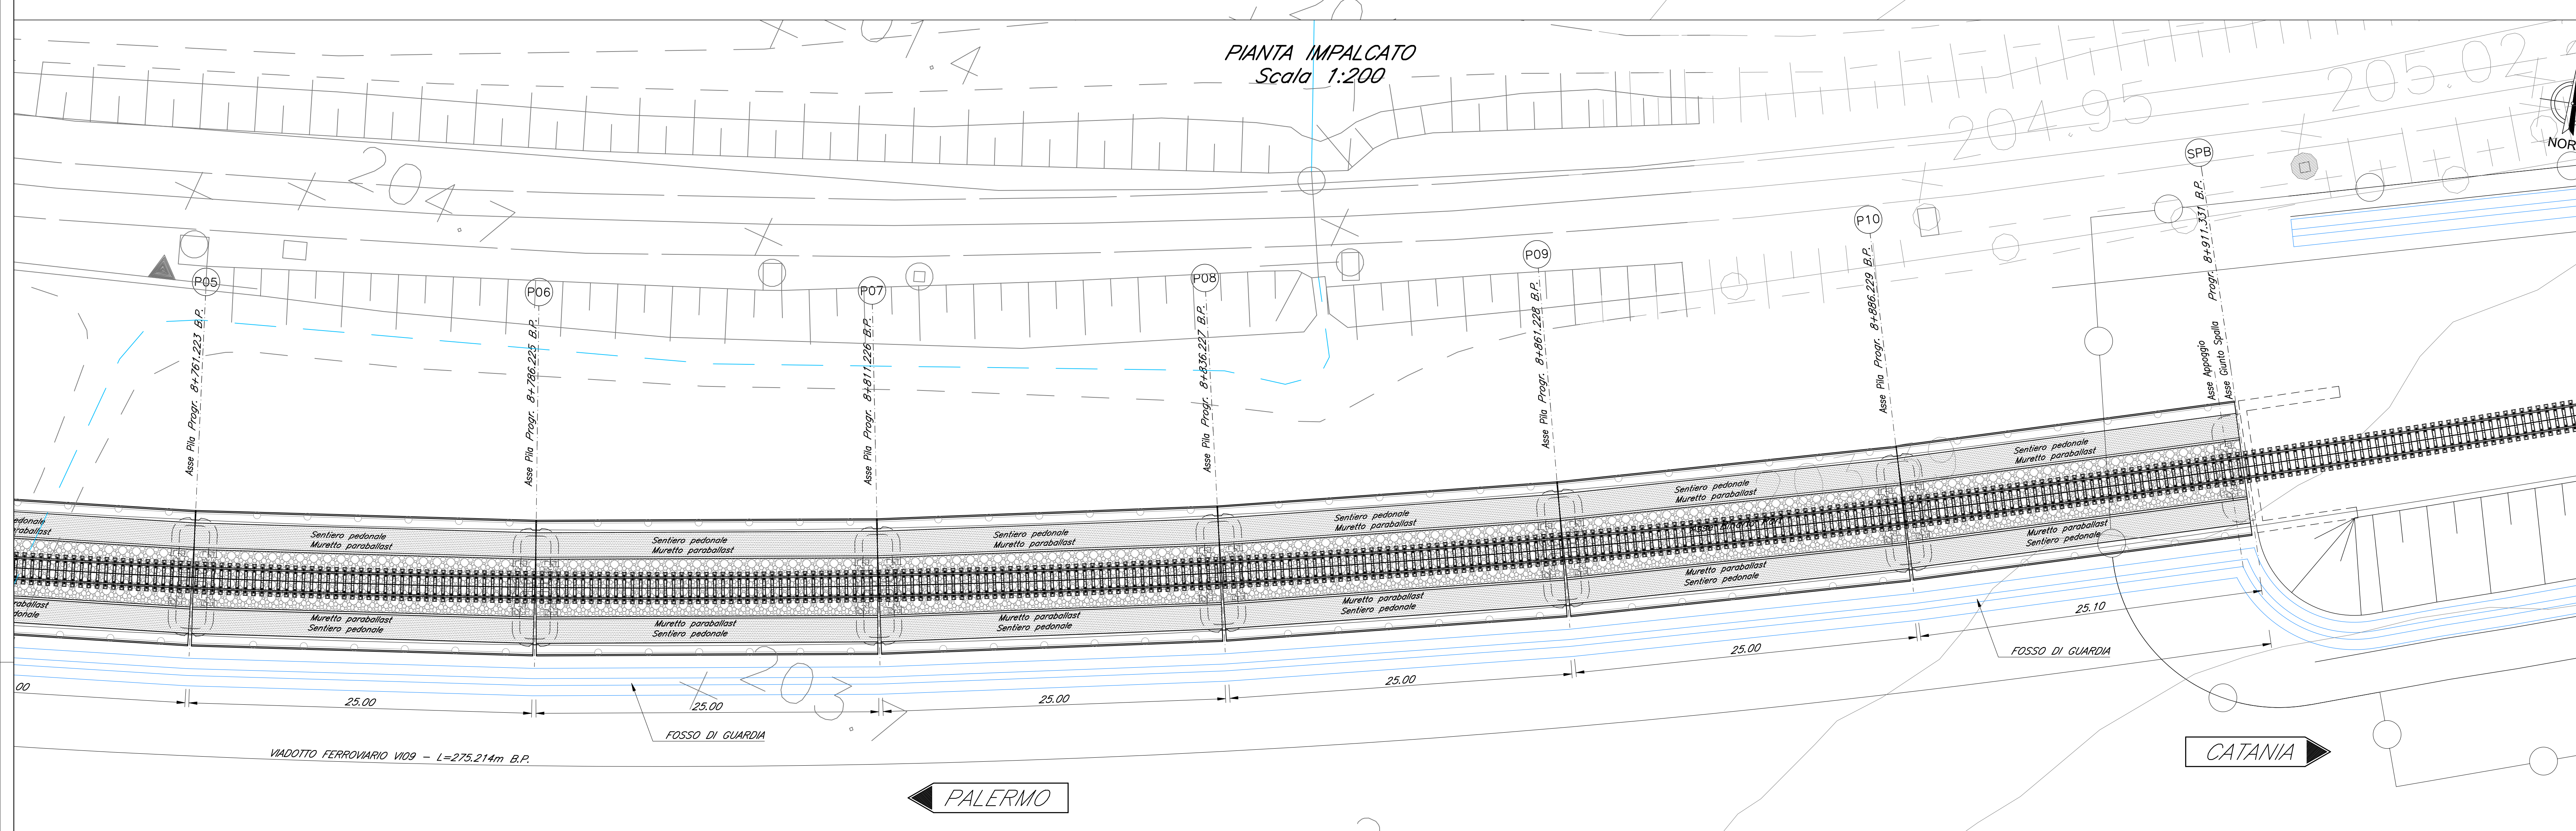 PIANTA IMPALCATO
Scala 1:200
204.7
204.95
205.02
203.7
NOR
P05
P06
P07
P08
P09
P10
SPB
Asse Pila Progr. 8+761.223 B.P.
Asse Pila Progr. 8+786.225 B.P.
Asse Pila Progr. 8+811.226 B.P.
Asse Pila Progr. 8+836.227 B.P.
Asse Pila Progr. 8+861.228 B.P.
Asse Pila Progr. 8+886.229 B.P.
Asse Appoggio
Asse Giunto Spalla Progr. 8+911.331 B.P.
edonale
raballast
Sentiero pedonale
Muretto paraballast
Sentiero pedonale
Muretto paraballast
Sentiero pedonale
Muretto paraballast
Sentiero pedonale
Muretto paraballast
Sentiero pedonale
Muretto paraballast
Sentiero pedonale
Muretto paraballast
raballast
donale
Muretto paraballast
Sentiero pedonale
Muretto paraballast
Sentiero pedonale
Muretto paraballast
Sentiero pedonale
Muretto paraballast
Sentiero pedonale
Muretto paraballast
Sentiero pedonale
Muretto paraballast
Sentiero pedonale
00
25.00
25.00
25.00
25.00
25.00
25.10
FOSSO DI GUARDIA
FOSSO DI GUARDIA
VIADOTTO FERROVIARIO VI09 - L=275.214m B.P.
PALERMO
CATANIA